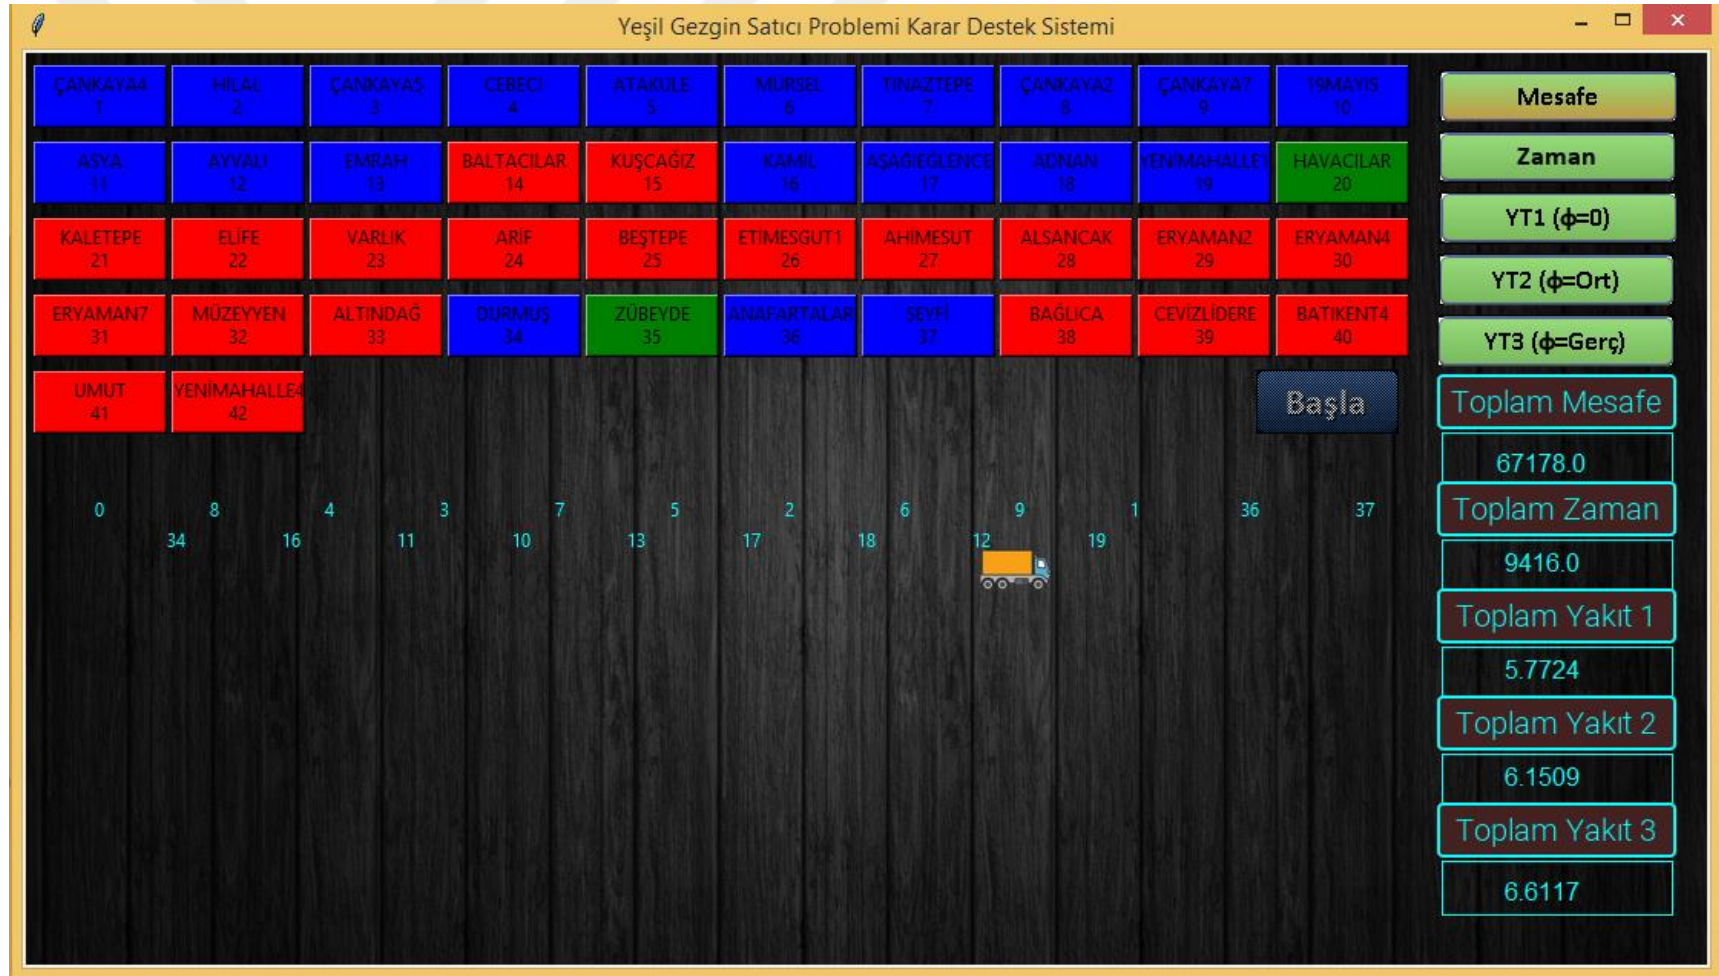 Yeşil Gezgin Satıcı Problemi Karar Destek Sistemi
ÇANKAYA4 HİLAL ÇANKAYA5 CEBECİ ATAKULE MÜRSEL TINAZTEPE ÇANKAYA2 ÇANKAYA7 19MAYIS
1 2 3 4 5 6 7 8 9 10
ASYA AYVALI EMRAH BALTACILAR KUŞCAĞIZ KAMİL AŞAĞIEĞLENCE ADNAN YENİMAHALLE1 HAVACILAR
11 12 13 14 15 16 17 18 19 20
KALETEPE ELİFE VARLIK ARİF BEŞTEPE ETİMESGUT1 AHİMESUT ALSANCAK ERYAMAN2 ERYAMAN4
21 22 23 24 25 26 27 28 29 30
ERYAMAN7 MÜZEYYEN ALTINDAĞ DURMUŞ ZÜBEYDE ANAFARTALAR SEYFİ BAĞLICA CEVİZLİDERE BATIKENT4
31 32 33 34 35 36 37 38 39 40
UMUT YENİMAHALLE4
41 42
Başla
0 8 4 3 7 5 2 6 9 1 36 37
34 16 11 10 13 17 18 12 19
Mesafe
Zaman
YT1 (ϕ=0)
YT2 (ϕ=Ort)
YT3 (ϕ=Gerç)
Toplam Mesafe
67178.0
Toplam Zaman
9416.0
Toplam Yakıt 1
5.7724
Toplam Yakıt 2
6.1509
Toplam Yakıt 3
6.6117